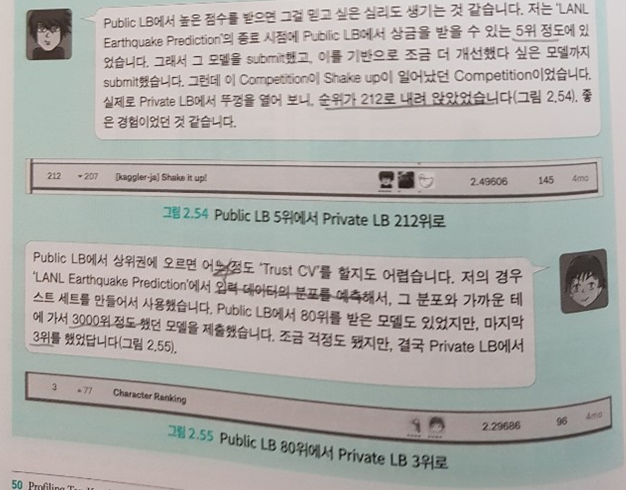 Public LB에서 높은 점수를 받으면 그걸 믿고 싶은 심리도 생기는 것 같습니다. 저는 'LANL
Earthquake Prediction'의 종료 시점에 Public LB에서 상금을 받을 수 있는 5위 정도에 있
었습니다. 그래서 그 모델을 submit했고, 이를 기반으로 조금 더 개선했다 싶은 모델까지
submit했습니다. 그런데 이 Competition이 Shake up이 일어났던 Competition이었습니다.
실제로 Private LB에서 뚜껑을 열어 보니, 순위가 212로 내려 앉았었습니다(그림 2.54). 좋
은 경험이었던 것 같습니다.
212 ▾207 [kaggler-ja] Shake it up! 2.49606 145 4mo
그림 2.54 Public LB 5위에서 Private LB 212위로
Public LB에서 상위권에 오르면 어느 정도 'Trust CV'를 할지도 어렵습니다. 저의 경우
'LANL Earthquake Prediction'에서 입력 데이터의 분포를 예측해서, 그 분포와 가까운 테
스트 세트를 만들어서 사용했습니다. Public LB에서 80위를 받은 모델도 있었지만, 마지막
에 가서 3000위 정도 했던 모델을 제출했습니다. 조금 걱정도 됐지만, 결국 Private LB에서
3위를 했었답니다(그림 2.55).
3 ▴77 Character Ranking 2.29686 96 4mo
그림 2.55 Public LB 80위에서 Private LB 3위로
50 Profiling